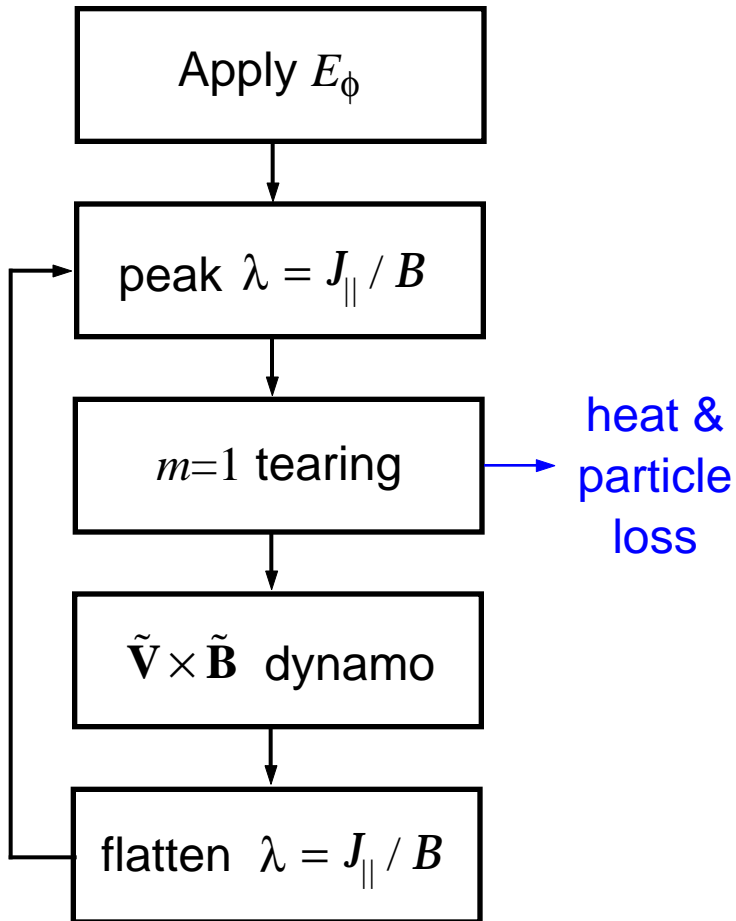 Apply E_ϕ
peak λ = J_|| / B
m=1 tearing
heat &
particle
loss
Ṽ × B̃ dynamo
flatten λ = J_|| / B